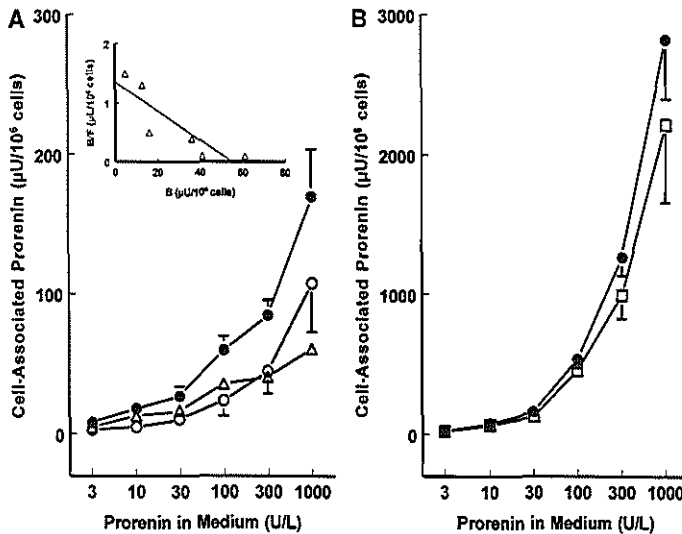 A
B
300
200
100
0
Cell-Associated Prorenin (µU/10⁶ cells)
3 10 30 100 300 1000
Prorenin in Medium (U/L)
2
1
0
B/F (µL/10⁶ cells)
0 20 40 60 80
B (µU/10⁶ cells)
3000
2000
1000
0
Cell-Associated Prorenin (µU/10⁶ cells)
3 10 30 100 300 1000
Prorenin in Medium (U/L)